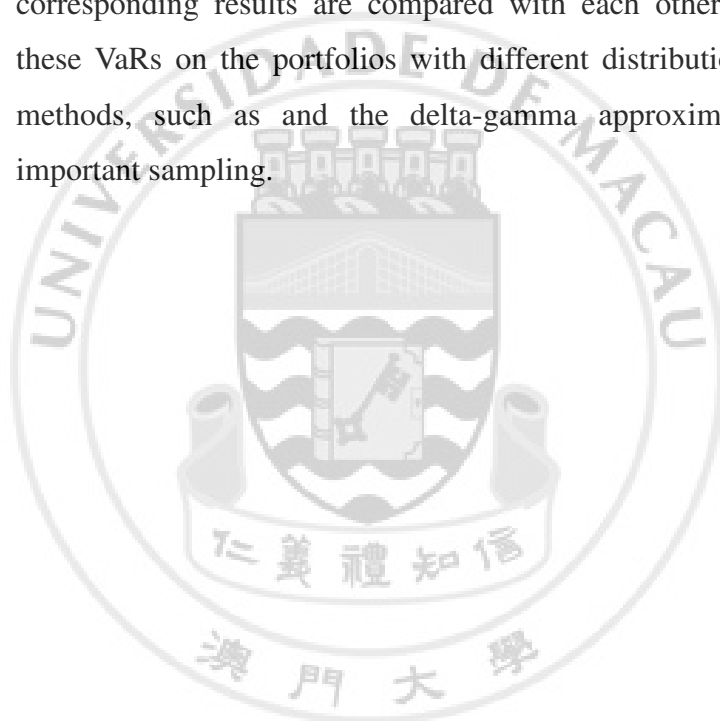 corresponding results are compared with each other
these VaRs on the portfolios with different distributi
methods, such as and the delta-gamma approxim
important sampling.
UNIVERSIDADE DE MACAU
仁義禮知信
澳門大學